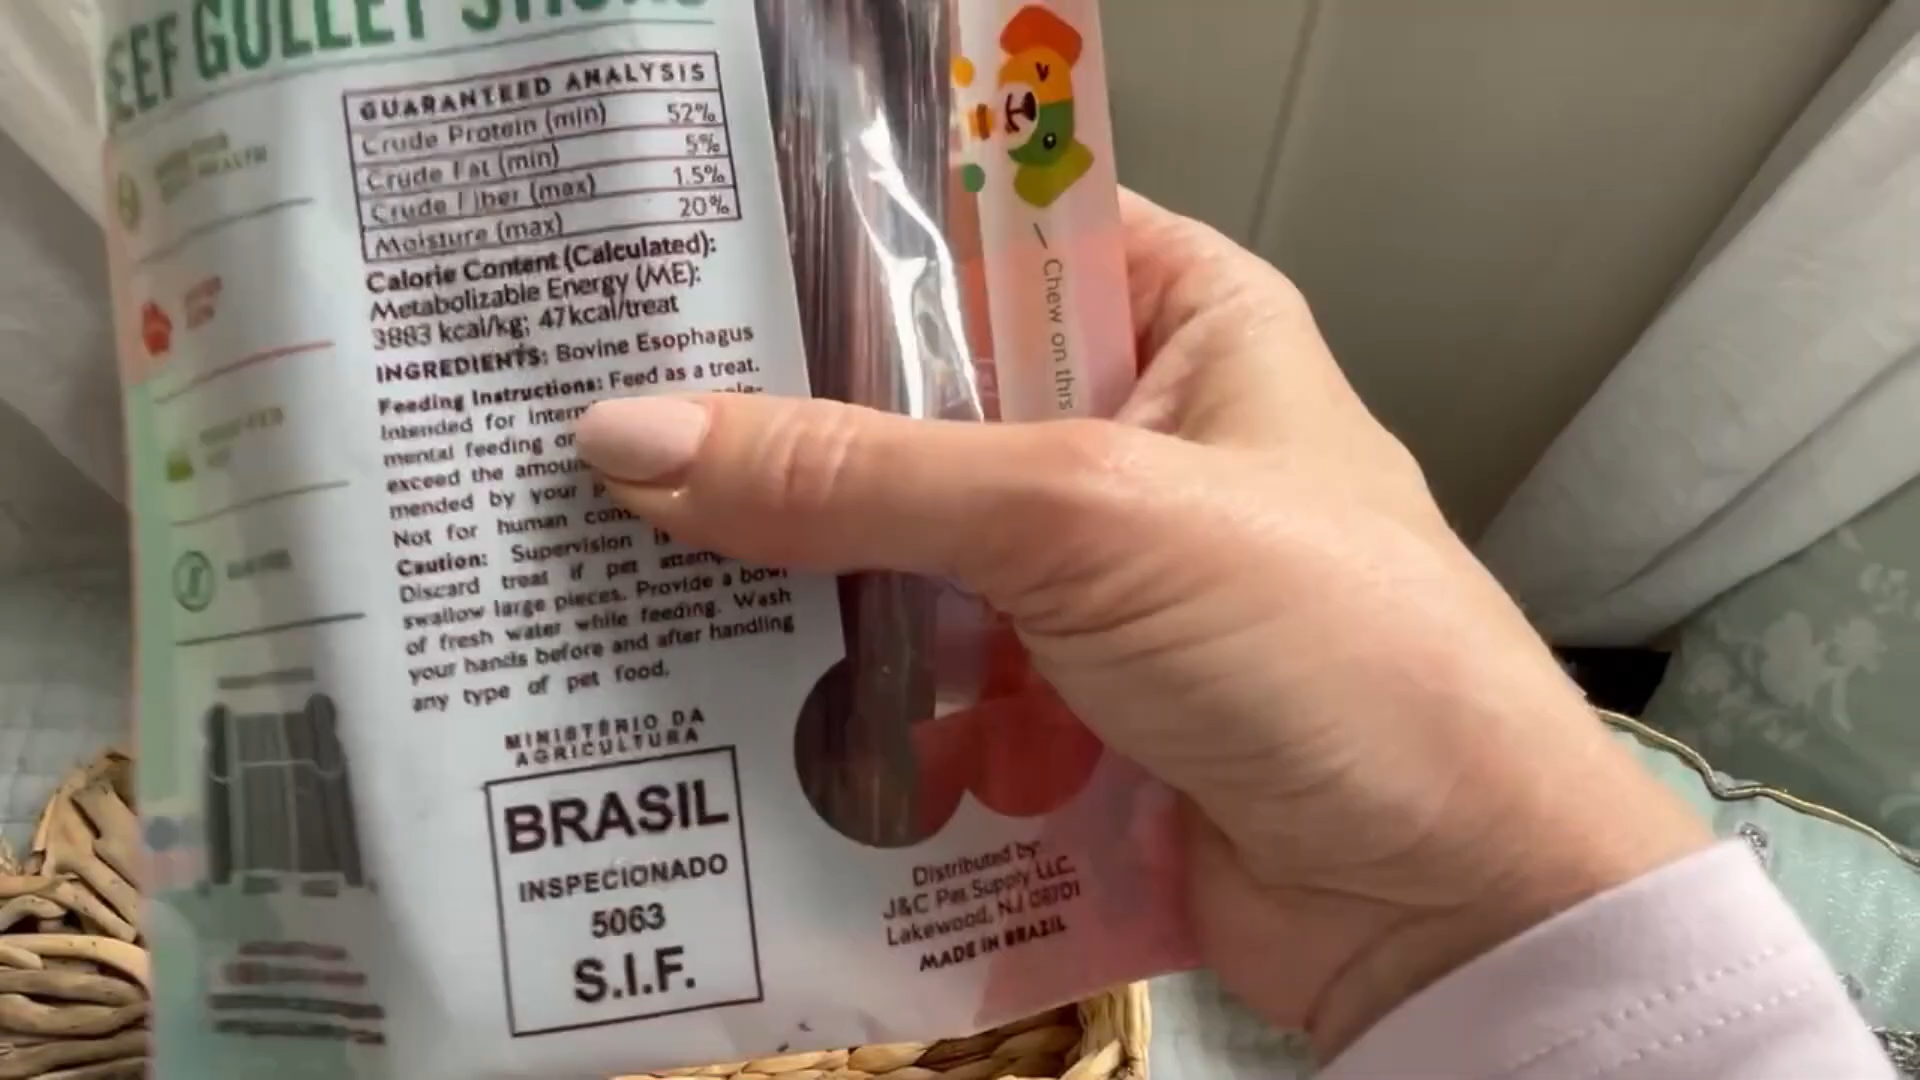 BEEF GULLET STICKS
GUARANTEED ANALYSIS
Crude Protein (min) 52%
Crude Fat (min) 5%
Crude Fiber (max) 1.5%
Moisture (max) 20%
Calorie Content (Calculated):
Metabolizable Energy (ME):
3883 kcal/kg; 47kcal/treat
INGREDIENTS: Bovine Esophagus
Feeding Instructions: Feed as a treat.
Intended for
mental feeding
exceed the
mended by your
Not for human
Caution: Supervision is
Discard treat if pet
swallow large pieces. Provide a bowl
of fresh water while feeding. Wash
your hands before and after handling
any type of pet food.
MINISTÉRIO DA
AGRICULTURA
BRASIL
INSPECIONADO
5063
S.I.F.
— Chew on this
Distributed by:
J&C Pet Supply LLC.
Lakewood, NJ 08701
MADE IN BRAZIL